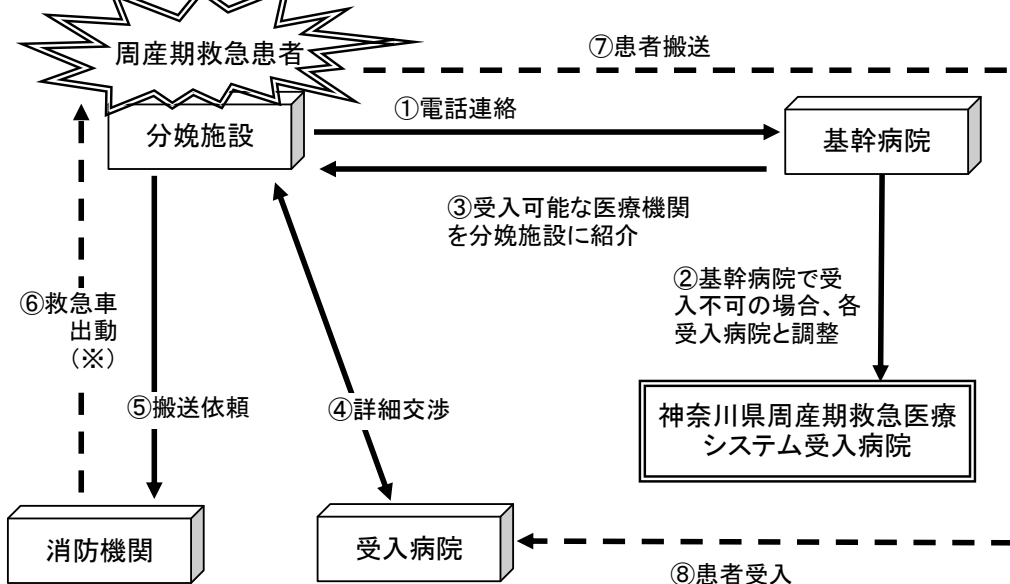 周産期救急患者
⑦患者搬送
①電話連絡
分娩施設
基幹病院
③受入可能な医療機関
を分娩施設に紹介
②基幹病院で受
入不可の場合、各
受入病院と調整
⑥救急車
出動
(※)
⑤搬送依頼
④詳細交渉
神奈川県周産期救急医療
システム受入病院
消防機関
受入病院
⑧患者受入